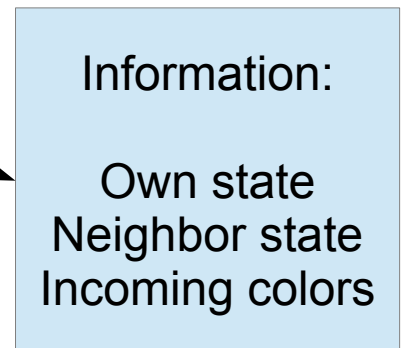 Information:
Own state
Neighbor state
Incoming colors